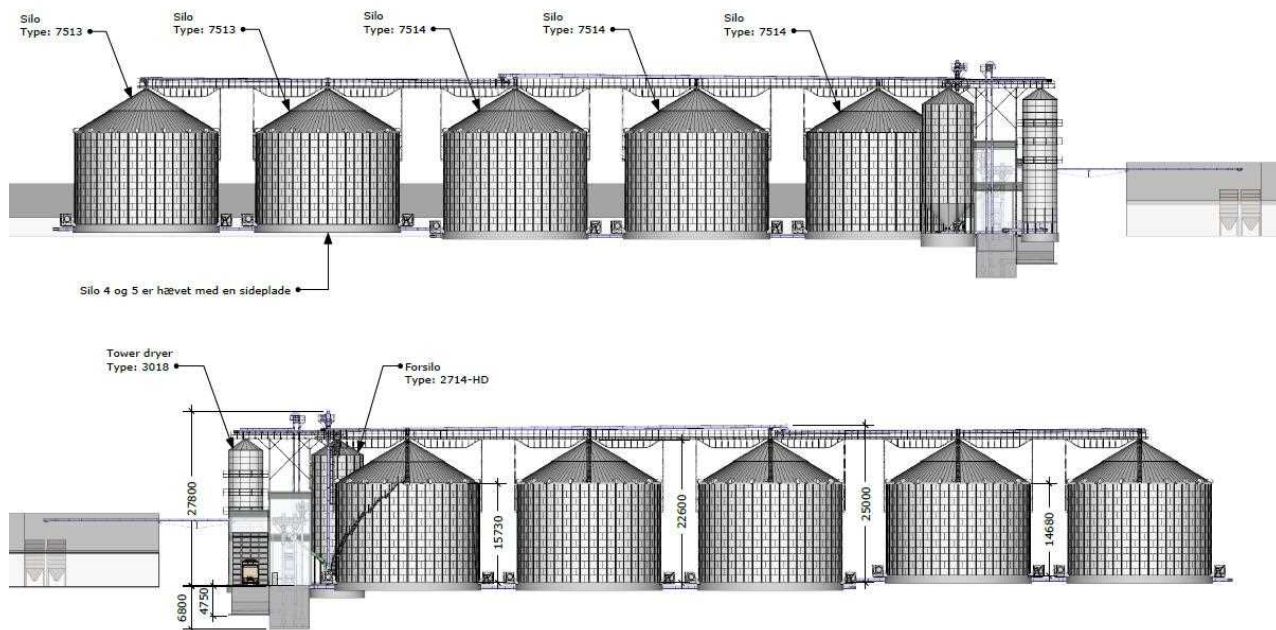 Silo
Type: 7513
Silo
Type: 7513
Silo
Type: 7514
Silo
Type: 7514
Silo
Type: 7514
Silo 4 og 5 er hævet med en sideplade
Tower dryer
Type: 3018
Forsilo
Type: 2714-HD
27800
15730
22600
25000
14680
6800
4750